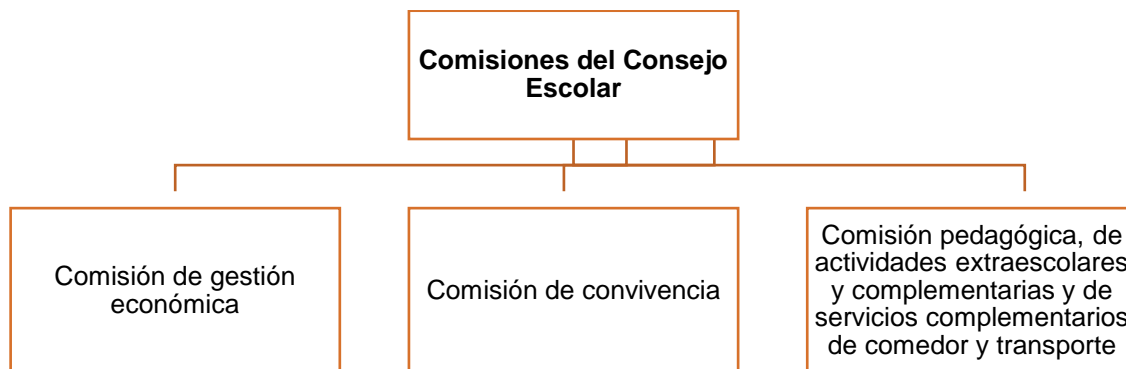 Comisiones del Consejo
Escolar
Comisión de gestión
económica
Comisión de convivencia
Comisión pedagógica, de
actividades extraescolares
y complementarias y de
servicios complementarios
de comedor y transporte